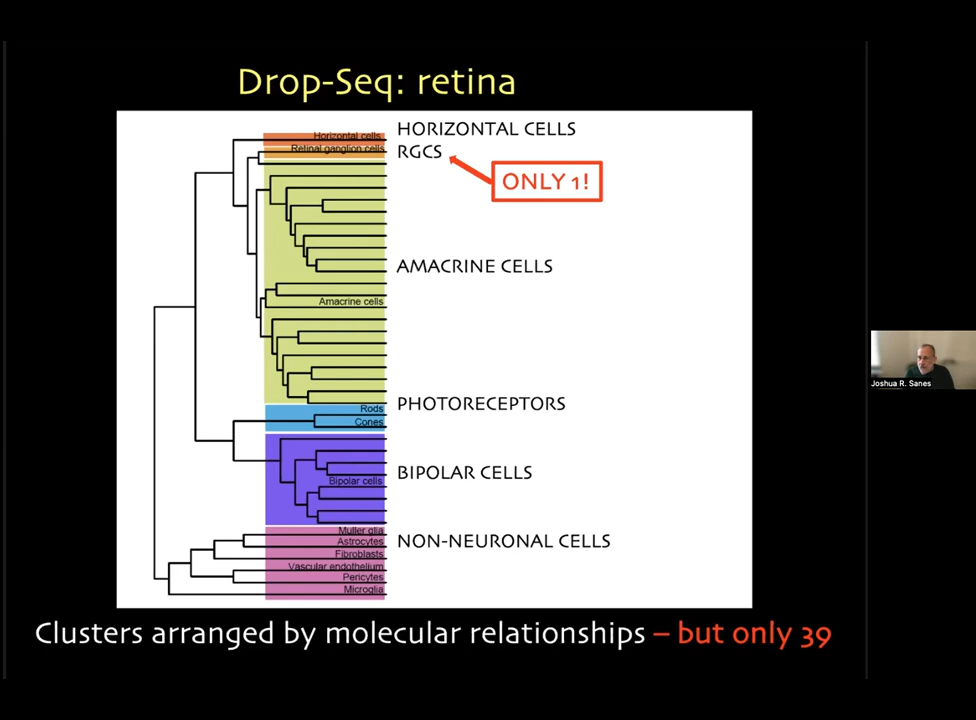 Drop-Seq: retina
Horizontal cells
HORIZONTAL CELLS
Retinal ganglion cells
RGCS
ONLY 1!
AMACRINE CELLS
Amacrine cells
PHOTORECEPTORS
Rods
Cones
BIPOLAR CELLS
Bipolar cells
Muller glia
Astrocytes
NON-NEURONAL CELLS
Fibroblasts
Vascular endothelium
Pericytes
Microglia
Clusters arranged by molecular relationships – but only 39
Joshua R. Sanes